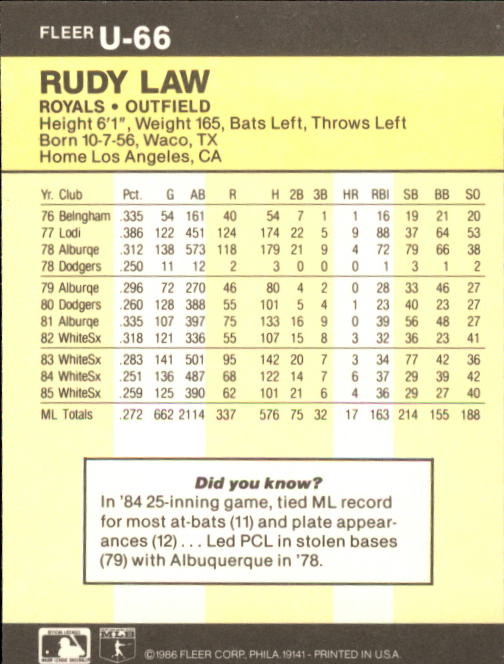 FLEER U-66
RUDY LAW
ROYALS • OUTFIELD
Height 6'1", Weight 165, Bats Left, Throws Left
Born 10-7-56, Waco, TX
Home Los Angeles, CA
Yr. Club Pct. G AB R H 2B 3B HR RBI SB BB SO
76 Belngham .335 54 161 40 54 7 1 1 16 19 21 20
77 Lodi .386 122 451 124 174 22 5 9 88 37 64 53
78 Alburqe .312 138 573 118 179 21 9 4 72 79 66 38
78 Dodgers .250 11 12 2 3 0 0 0 1 3 1 2
79 Alburqe .296 72 270 46 80 4 2 0 28 33 46 27
80 Dodgers .260 128 388 55 101 5 4 1 23 40 23 27
81 Alburqe .335 107 397 75 133 16 9 0 39 56 48 27
82 WhiteSx .318 121 336 55 107 15 8 3 32 36 23 41
83 WhiteSx .283 141 501 95 142 20 7 3 34 77 42 36
84 WhiteSx .251 136 487 68 122 14 7 6 37 29 39 42
85 WhiteSx .259 125 390 62 101 21 6 4 36 29 27 40
ML Totals .272 662 2114 337 576 75 32 17 163 214 155 188
Did you know?
In '84 25-inning game, tied ML record
for most at-bats (11) and plate appear-
ances (12) . . . Led PCL in stolen bases
(79) with Albuquerque in '78.
MLB
©1986 FLEER CORP. PHILA. 19141 - PRINTED IN U.S.A.